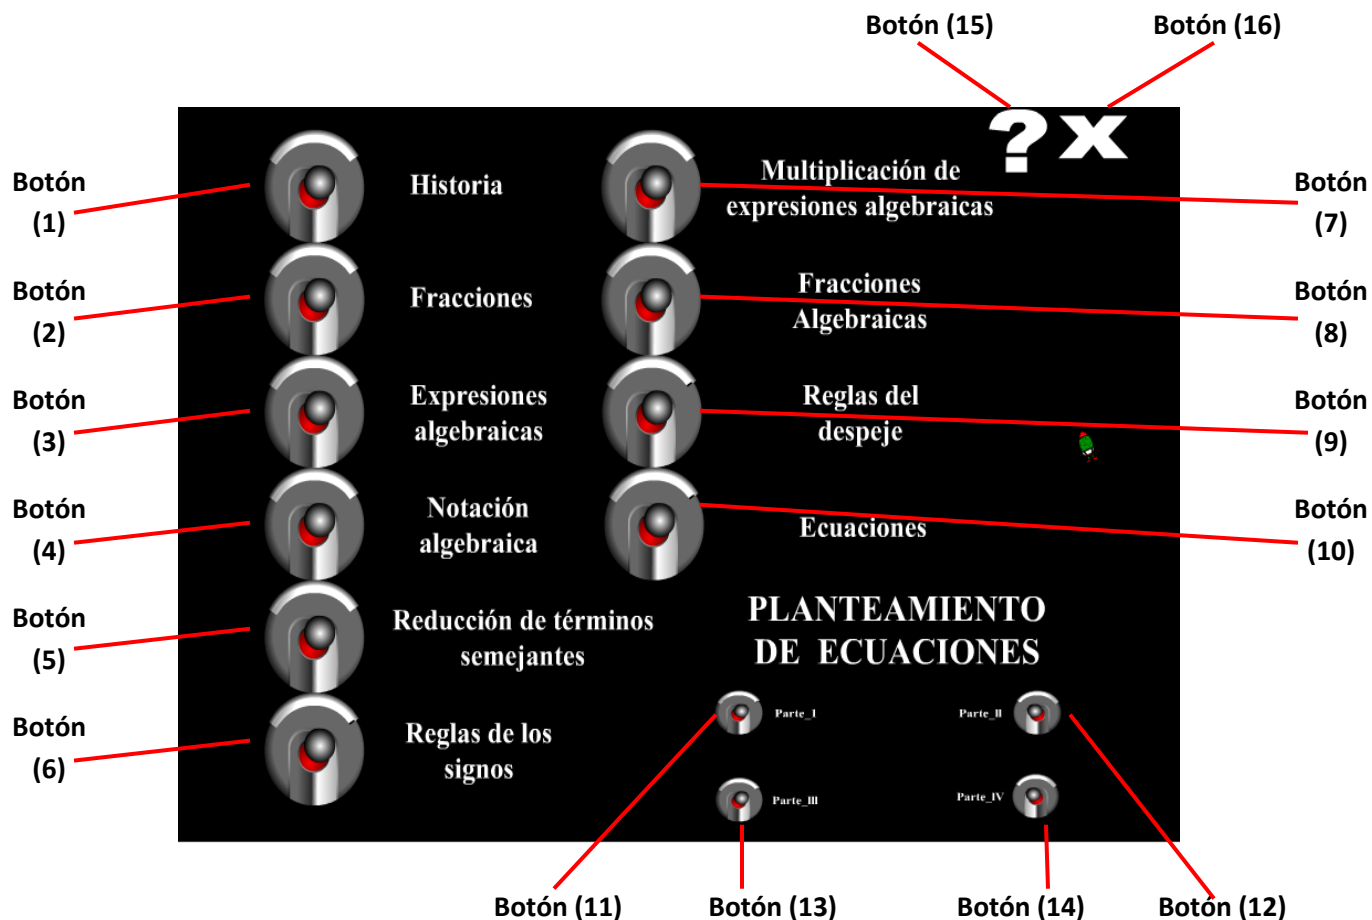 Botón (15)
Botón (16)
? X
Botón
(1)
Historia
Multiplicación de
expresiones algebraicas
Botón
(7)
Botón
(2)
Fracciones
Fracciones
Algebraicas
Botón
(8)
Botón
(3)
Expresiones
algebraicas
Reglas del
despeje
Botón
(9)
Botón
(4)
Notación
algebraica
Ecuaciones
Botón
(10)
Botón
(5)
Reducción de términos
semejantes
PLANTEAMIENTO
DE ECUACIONES
Botón
(6)
Reglas de los
signos
Parte_I
Parte_II
Parte_III
Parte_IV
Botón (11)
Botón (13)
Botón (14)
Botón (12)